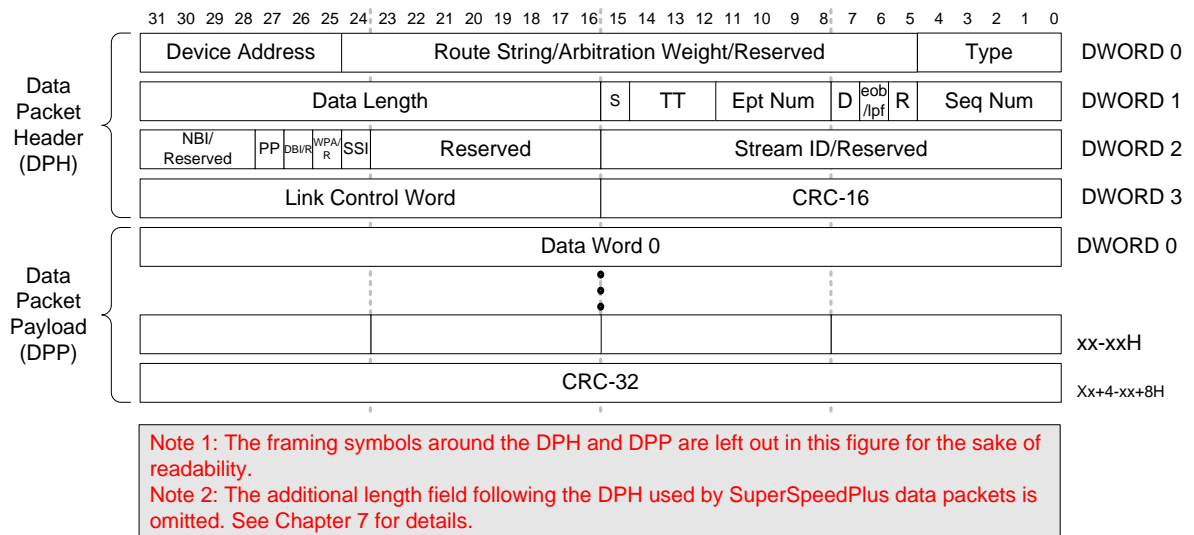 31 30 29 28 27 26 25 24 23 22 21 20 19 18 17 16 15 14 13 12 11 10 9 8 7 6 5 4 3 2 1 0
Device Address Route String/Arbitration Weight/Reserved Type DWORD 0
Data
Packet
Header
(DPH)
Data Length S TT Ept Num D eob
/lpf R Seq Num DWORD 1
NBI/
Reserved PP DBI/R WPA/
R SSI Reserved Stream ID/Reserved DWORD 2
Link Control Word CRC-16 DWORD 3
Data
Packet
Payload
(DPP)
Data Word 0 DWORD 0
xx-xxH
CRC-32 Xx+4-xx+8H
Note 1: The framing symbols around the DPH and DPP are left out in this figure for the sake of
readability.
Note 2: The additional length field following the DPH used by SuperSpeedPlus data packets is
omitted. See Chapter 7 for details.